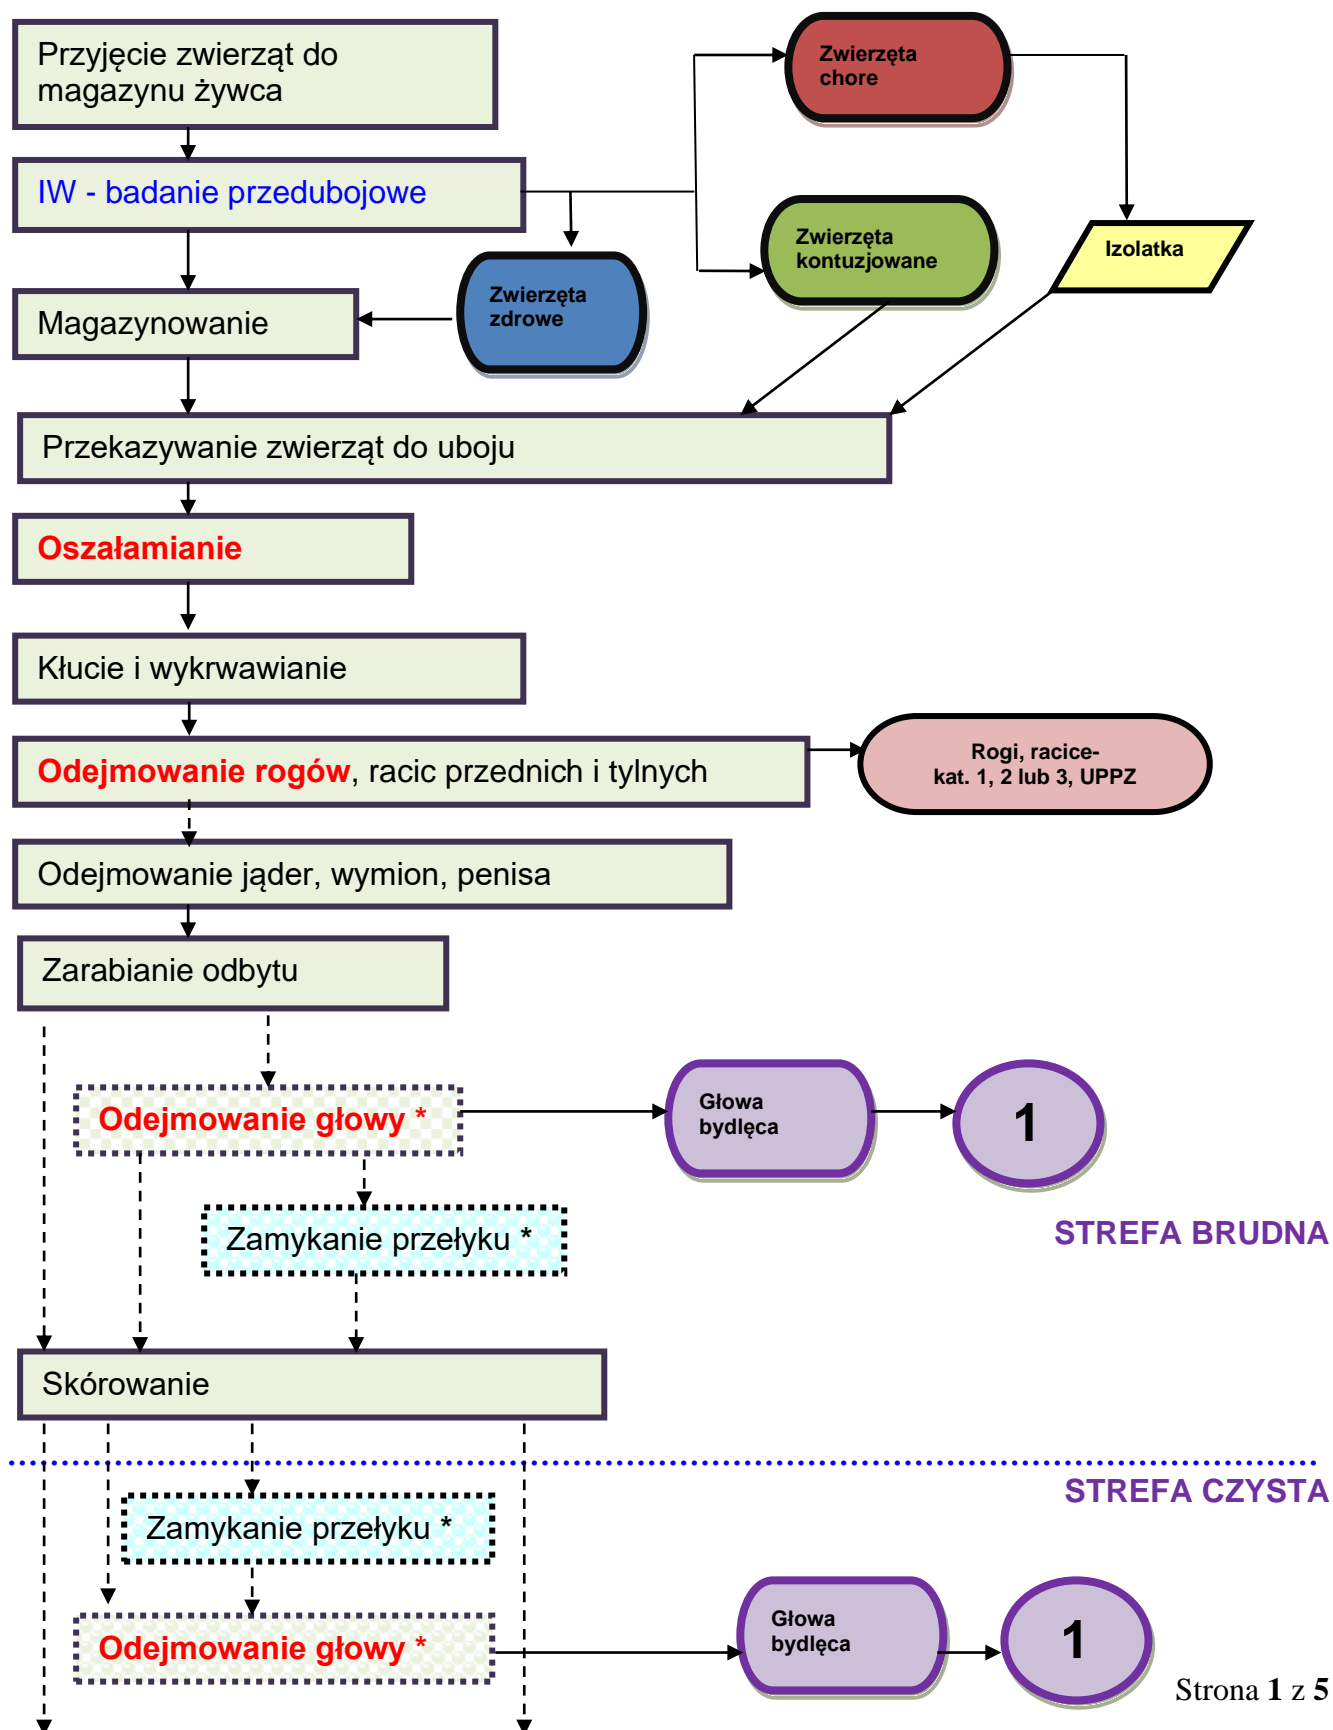 Przyjęcie zwierząt do
magazynu żywca
Zwierzęta
chore
IW - badanie przedubojowe
Zwierzęta
kontuzjowane
Izolatka
Zwierzęta
zdrowe
Magazynowanie
Przekazywanie zwierząt do uboju
Oszałamianie
Kłucie i wykrwawianie
Odejmowanie rogów, racic przednich i tylnych
Rogi, racice-
kat. 1, 2 lub 3, UPPZ
Odejmowanie jąder, wymion, penisa
Zarabianie odbytu
Odejmowanie głowy *
Głowa
bydlęca
1
Zamykanie przełyku *
STREFA BRUDNA
Skórowanie
STREFA CZYSTA
Zamykanie przełyku *
Odejmowanie głowy *
Głowa
bydlęca
1
Strona 1 z 5